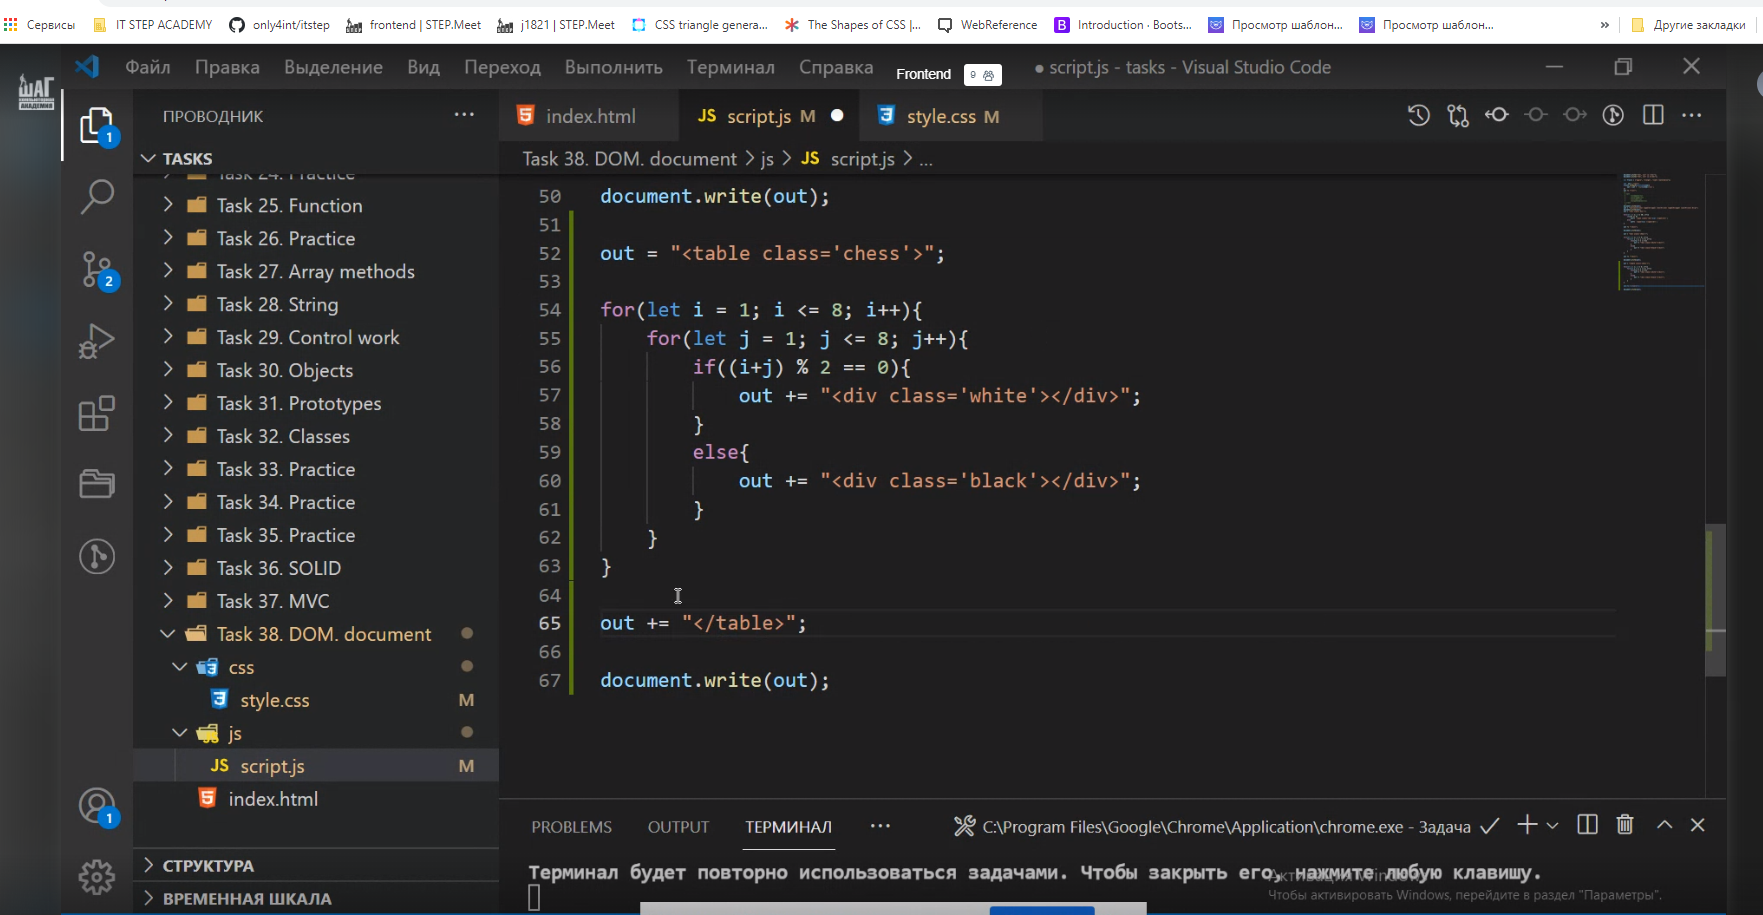 Сервисы IT STEP ACADEMY only4int/itstep frontend | STEP.Meet j1821 | STEP.Meet CSS triangle genera... The Shapes of CSS |... WebReference Introduction · Boots... Просмотр шаблон... Просмотр шаблон... » Другие закладки
ШАГ
КОМПЬЮТЕРНАЯ
АКАДЕМИЯ
Файл Правка Выделение Вид Переход Выполнить Терминал Справка
Frontend 9
● script.js - tasks - Visual Studio Code
ПРОВОДНИК ...
index.html
JS script.js M
style.css M
TASKS
Task 38. DOM. document > js > JS script.js > ...
Task 24. Practice
Task 25. Function
Task 26. Practice
Task 27. Array methods
Task 28. String
Task 29. Control work
Task 30. Objects
Task 31. Prototypes
Task 32. Classes
Task 33. Practice
Task 34. Practice
Task 35. Practice
Task 36. SOLID
Task 37. MVC
Task 38. DOM. document
css
style.css M
js
JS script.js M
index.html
СТРУКТУРА
ВРЕМЕННАЯ ШКАЛА
1
2
1
50 document.write(out);
51
52 out = "<table class='chess'>";
53
54 for(let i = 1; i <= 8; i++){
55 for(let j = 1; j <= 8; j++){
56 if((i+j) % 2 == 0){
57 out += "<div class='white'></div>";
58 }
59 else{
60 out += "<div class='black'></div>";
61 }
62 }
63 }
64
65 out += "</table>";
66
67 document.write(out);
PROBLEMS OUTPUT ТЕРМИНАЛ ... C:\Program Files\Google\Chrome\Application\chrome.exe - Задача
Терминал будет повторно использоваться задачами. Чтобы закрыть его, нажмите любую клавишу.
Активация Windows
Чтобы активировать Windows, перейдите в раздел "Параметры".